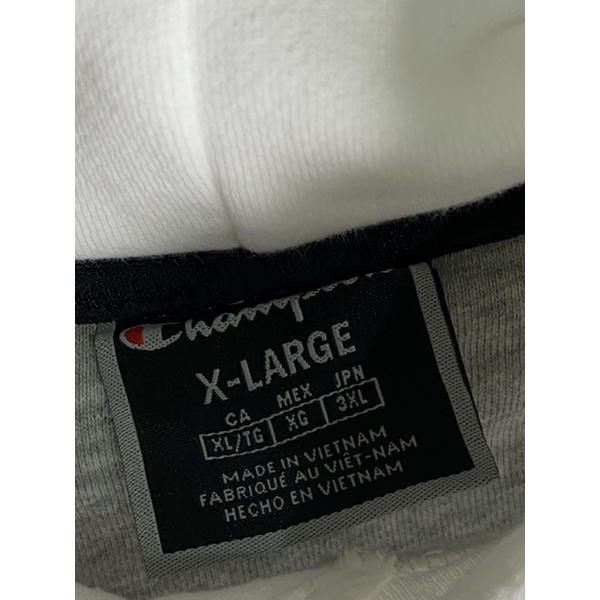 Champion
X-LARGE
CA MEX JPN
XL/TG XG 3XL
MADE IN VIETNAM
FABRIQUÉ AU VIÊT-NAM
HECHO EN VIETNAM